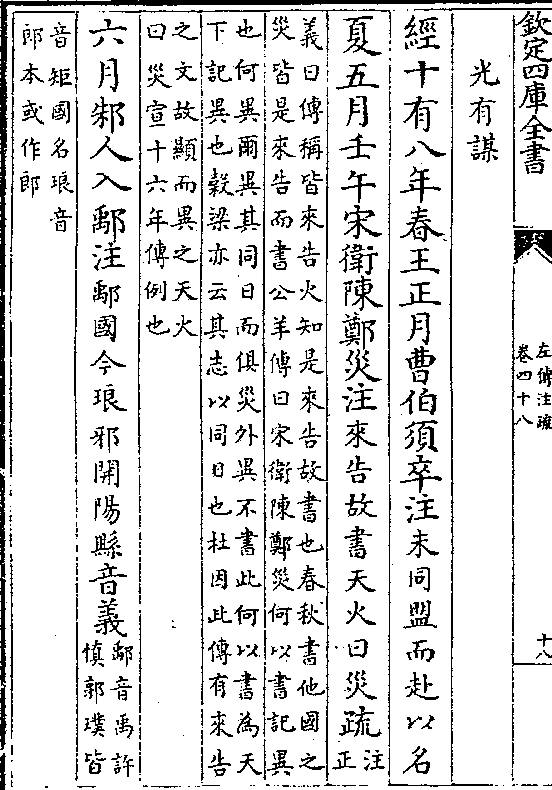 欽定四庫全書
左傳注疏
卷四十八
十八
光有謀
經十有八年春王正月曹伯須卒注未同盟而赴以名
夏五月壬午宋衛陳鄭災注來告故書天火曰災疏
注
正
義曰傳稱皆來告火知是來告故書也春秋書他國之
災皆是來告而書公羊傳曰宋衛陳鄭災何以書記異
也何異爾異其同日而俱災外異不書此何以書為天
下記異也穀梁亦云其志以同日也杜因此傳有來告
之文故顯而異之天火
曰災宣十六年傳例也
六月邾人入鄅注鄅國今琅邪開陽縣音義
鄅音禹許
慎郭璞皆
音矩國名琅音
郎本或作郎